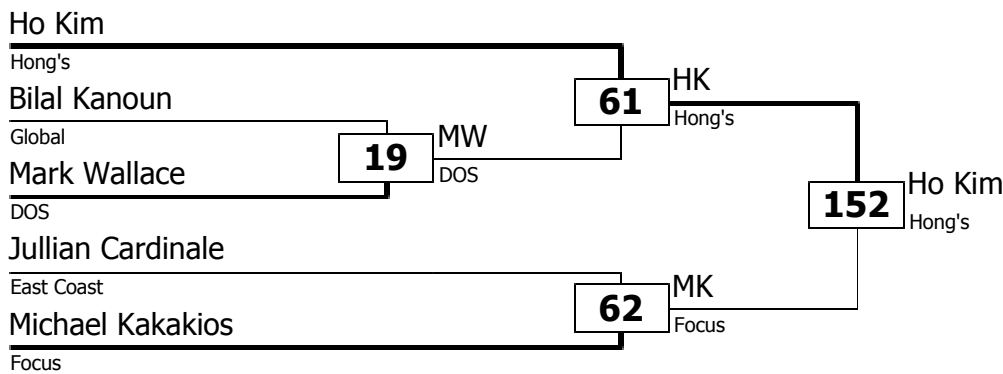 Ho Kim
Hong's
Bilal Kanoun
Global
Mark Wallace
DOS
Jullian Cardinale
East Coast
Michael Kakakios
Focus
19
MW
DOS
61
HK
Hong's
62
MK
Focus
152
Ho Kim
Hong's